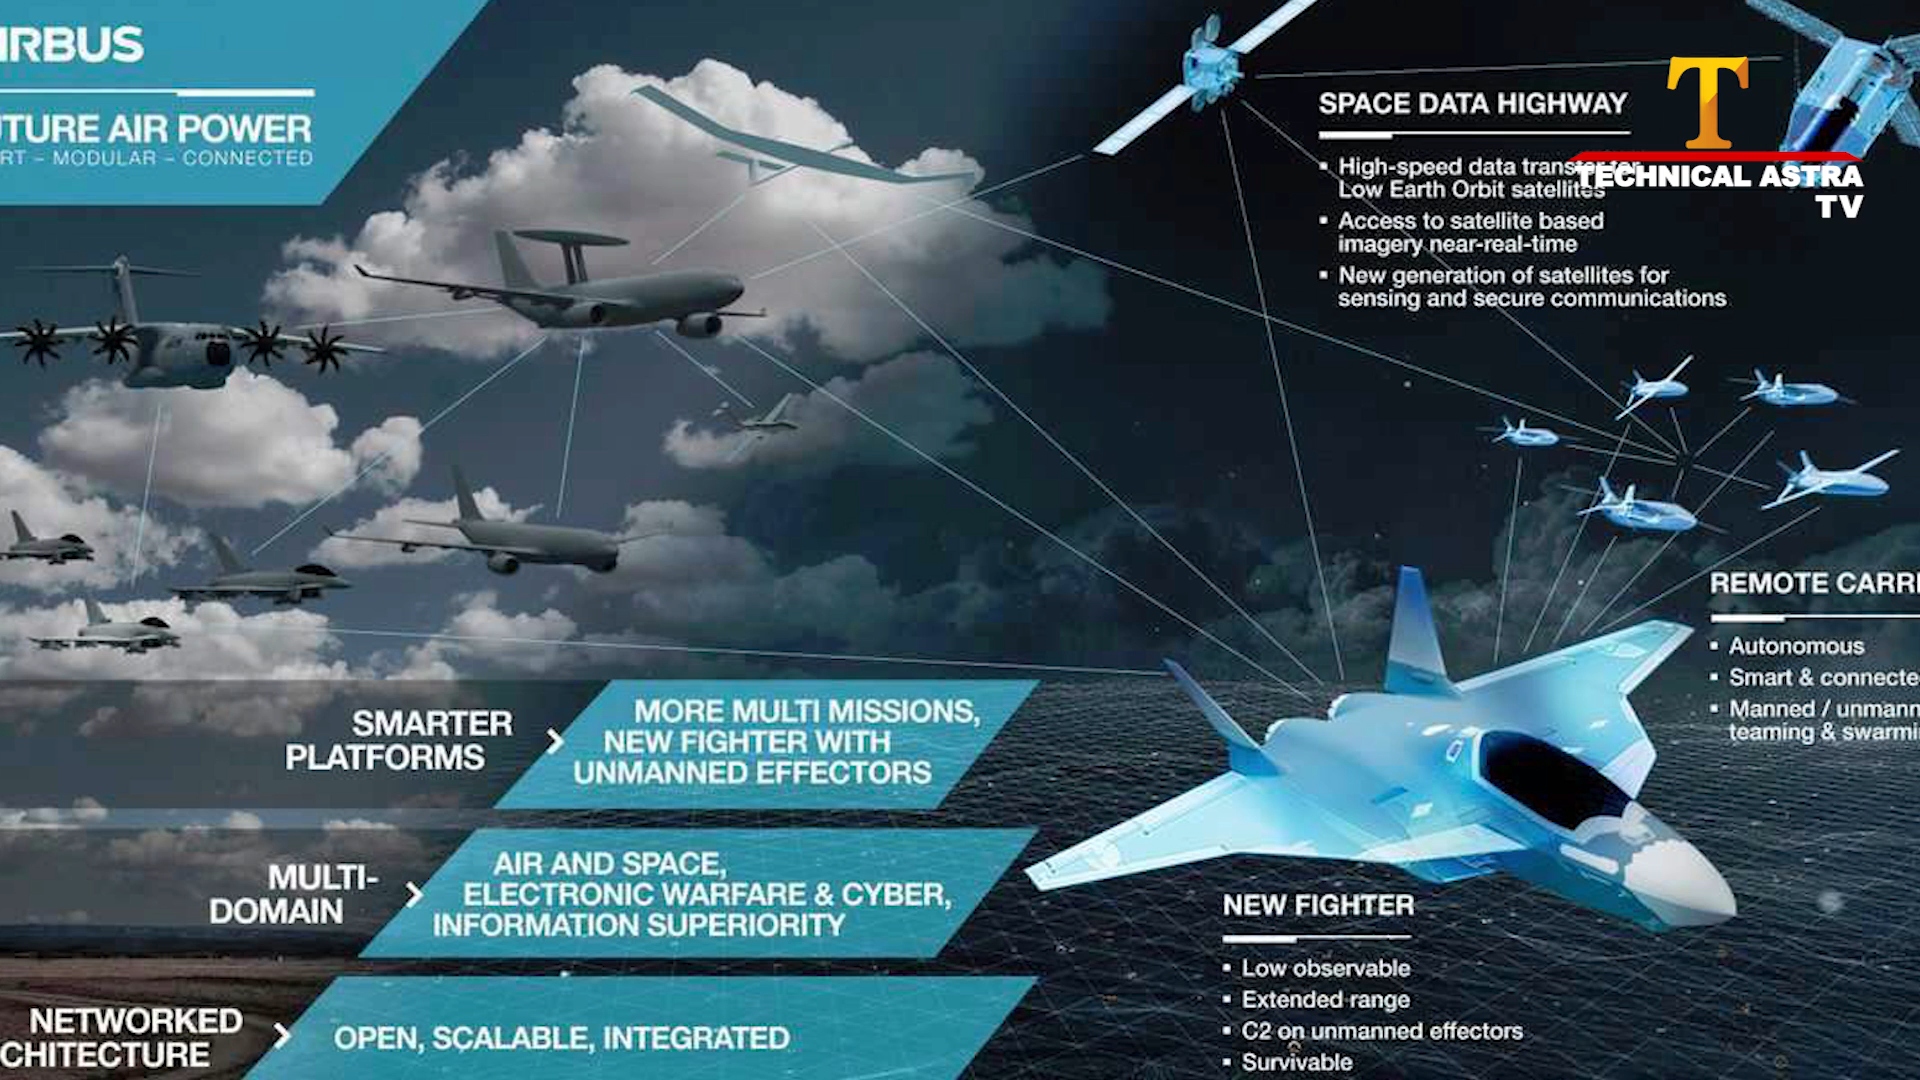 IRBUS
UTURE AIR POWER
RT – MODULAR – CONNECTED
SPACE DATA HIGHWAY
▪ High-speed data transfer for
Low Earth Orbit satellites
▪ Access to satellite based
imagery near-real-time
▪ New generation of satellites for
sensing and secure communications
T
TECHNICAL ASTRA
TV
REMOTE CARRI
▪ Autonomous
▪ Smart & connecte
▪ Manned / unmann
teaming & swarmi
SMARTER
PLATFORMS
MORE MULTI MISSIONS,
NEW FIGHTER WITH
UNMANNED EFFECTORS
MULTI-
DOMAIN
AIR AND SPACE,
ELECTRONIC WARFARE & CYBER,
INFORMATION SUPERIORITY
NETWORKED
CHITECTURE
OPEN, SCALABLE, INTEGRATED
NEW FIGHTER
▪ Low observable
▪ Extended range
▪ C2 on unmanned effectors
▪ Survivable